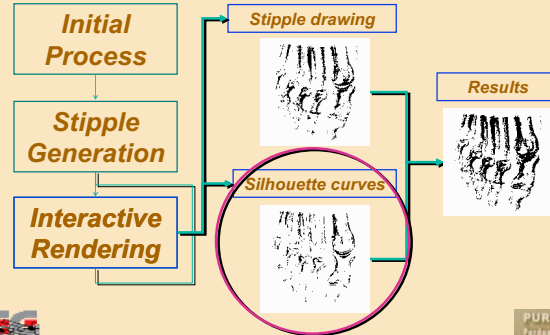 Initial
Process
Stipple
Generation
Interactive
Rendering
Stipple drawing
Silhouette curves
Results
PUR